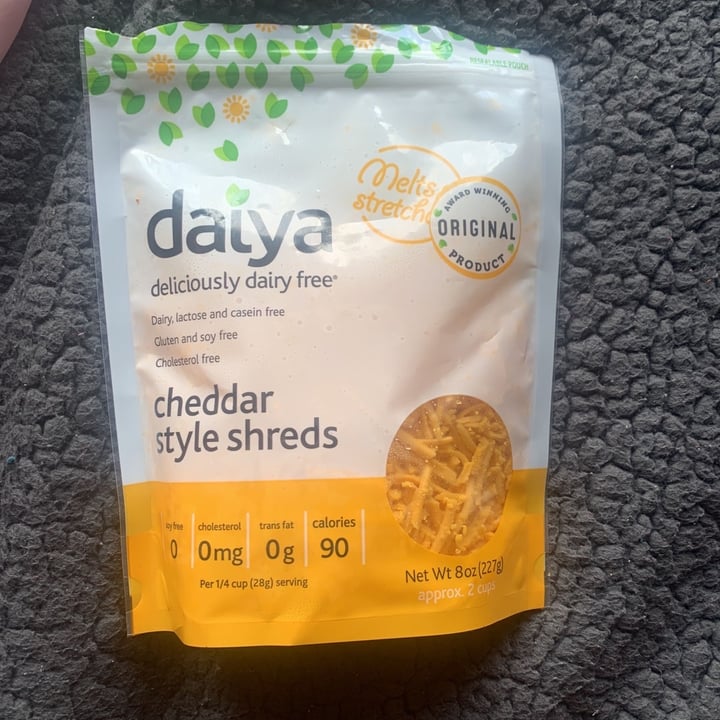 RESEALABLE POUCH
Melts
AWARD WINNING
ORIGINAL
PRODUCT
daiya
deliciously dairy free
Dairy, lactose and casein free
Gluten and soy free
Cholesterol free
cheddar
style shreds
free cholesterol trans fat calories
0 0mg 0g 90
Per 1/4 cup (28g) serving
Net Wt 8oz (227g)
approx. 2 cups